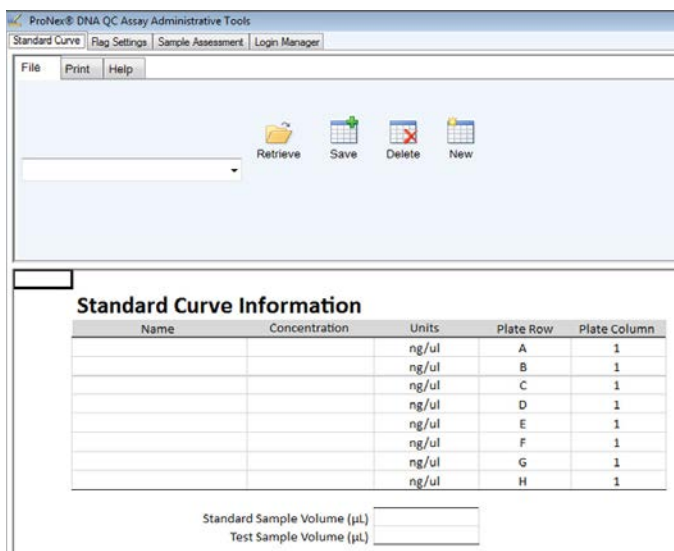 ProNex® DNA QC Assay Administrative Tools
Standard Curve Flag Settings Sample Assessment Login Manager
File Print Help
Retrieve Save Delete New
Standard Curve Information
Name Concentration Units Plate Row Plate Column
ng/ul A 1
ng/ul B 1
ng/ul C 1
ng/ul D 1
ng/ul E 1
ng/ul F 1
ng/ul G 1
ng/ul H 1
Standard Sample Volume (µL)
Test Sample Volume (µL)